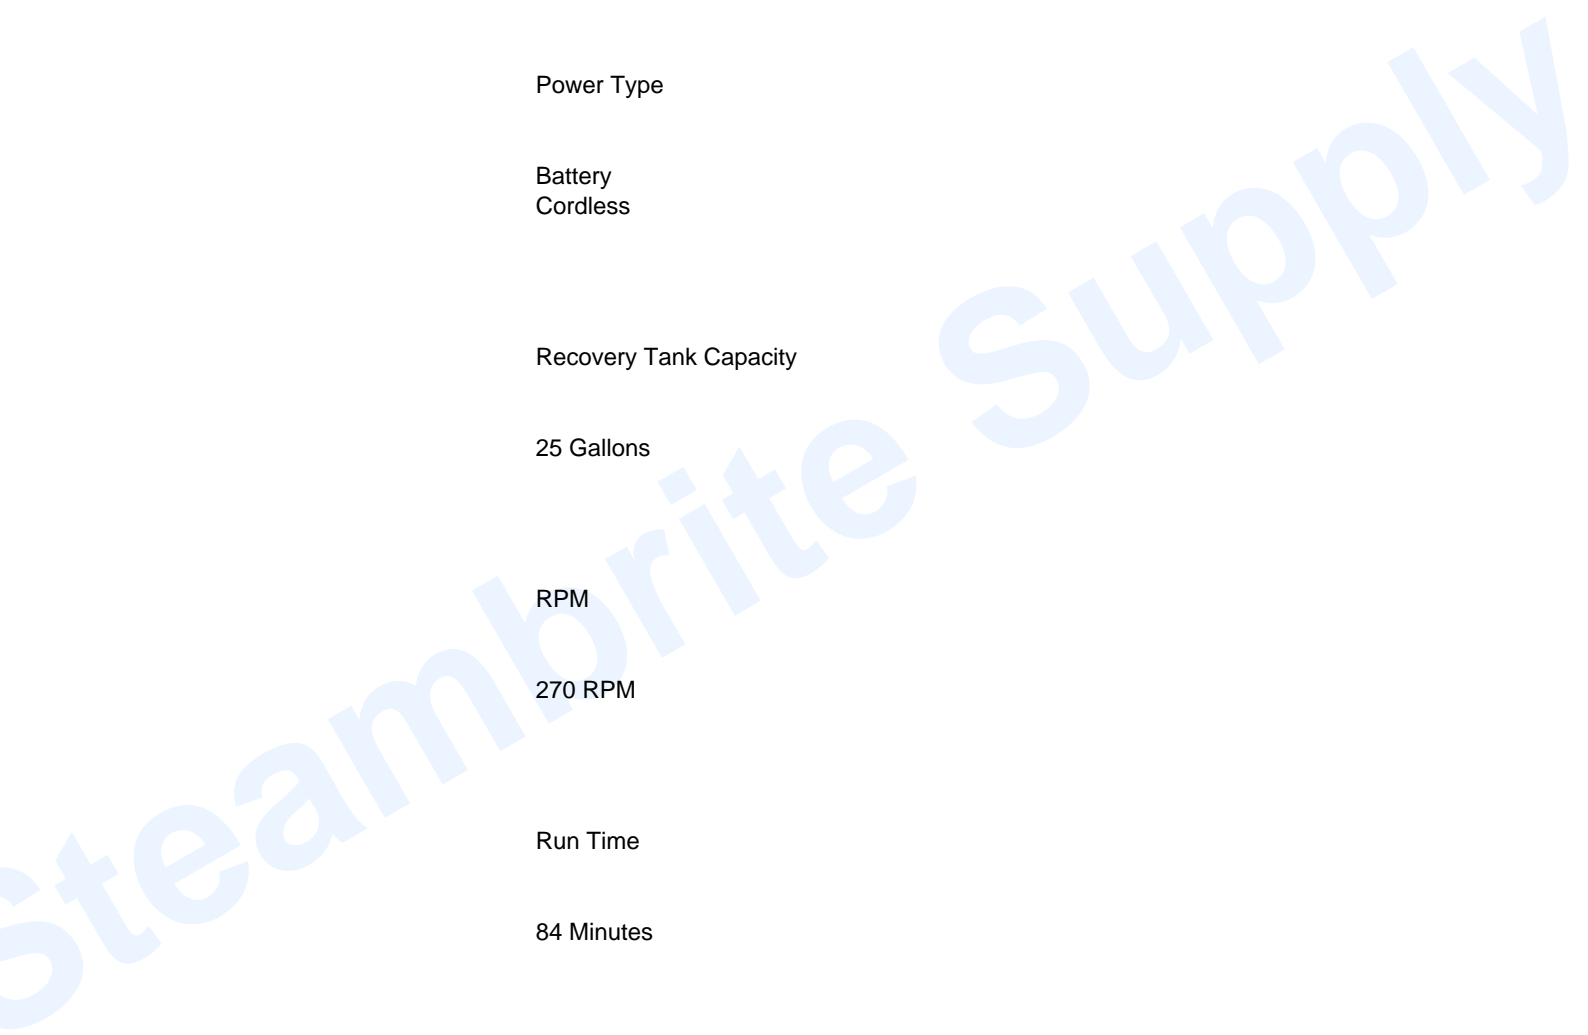 Power Type
Battery
Cordless
Recovery Tank Capacity
25 Gallons
RPM
270 RPM
Run Time
84 Minutes
Steambrite Supply